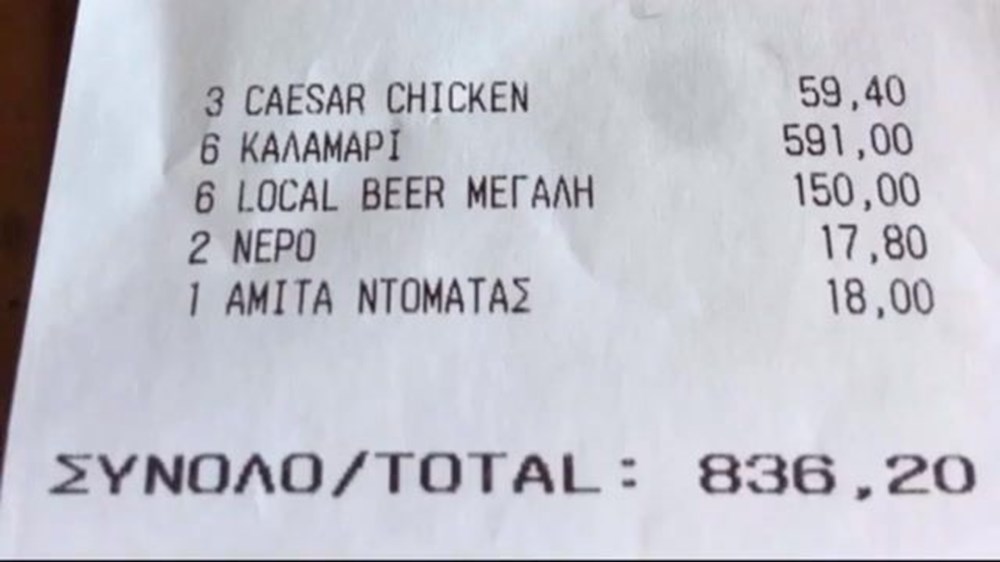 3 CAESAR CHICKEN 59,40
6 ΚΑΛΑΜΑΡΙ 591,00
6 LOCAL BEER ΜΕΓΑΛΗ 150,00
2 ΝΕΡΟ 17,80
1 ΑΜΙΤΑ ΝΤΟΜΑΤΑΣ 18,00
ΣΥΝΟΛΟ/TOTAL: 836,20